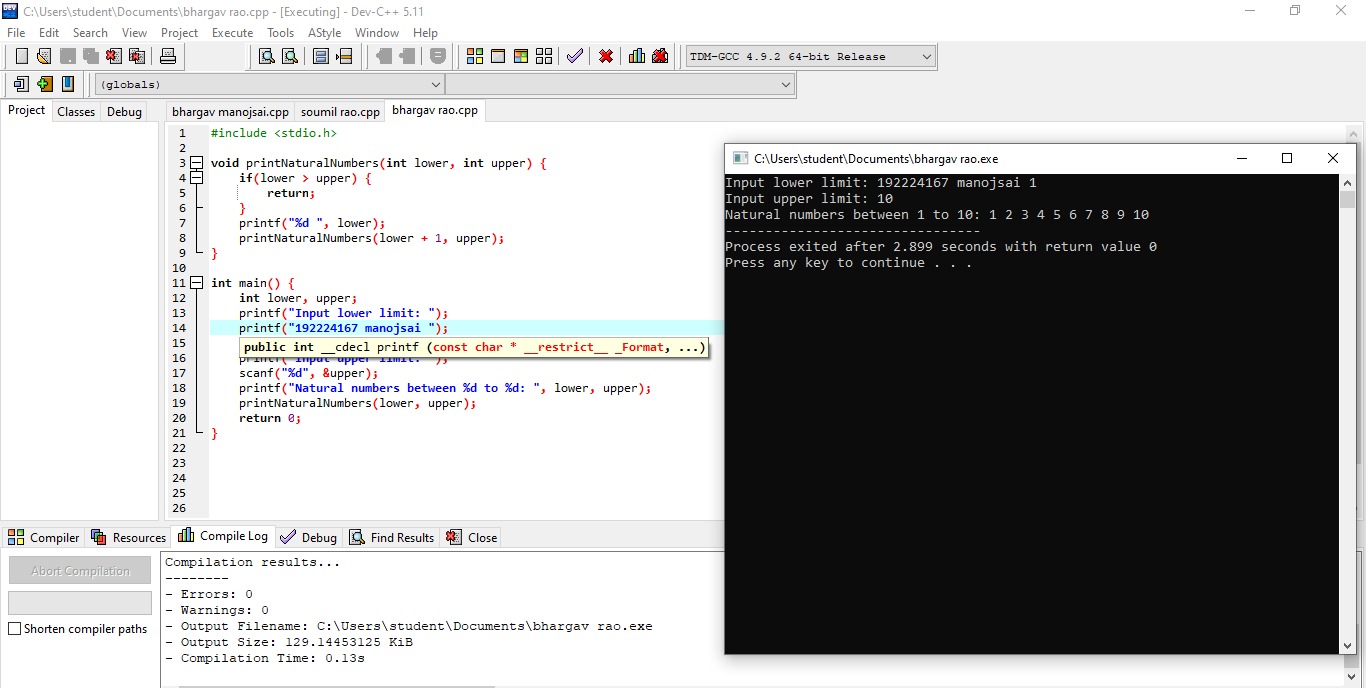 C:\Users\student\Documents\bhargav rao.cpp - [Executing] - Dev-C++ 5.11
File Edit Search View Project Execute Tools AStyle Window Help
TDM-GCC 4.9.2 64-bit Release
(globals)
Project Classes Debug
bhargav manojsai.cpp soumil rao.cpp bhargav rao.cpp
1 #include <stdio.h>
2
3 void printNaturalNumbers(int lower, int upper) {
4 if(lower > upper) {
5 return;
6 }
7 printf("%d ", lower);
8 printNaturalNumbers(lower + 1, upper);
9 }
10
11 int main() {
12 int lower, upper;
13 printf("Input lower limit: ");
14 printf("192224167 manojsai ");
15
public int __cdecl printf (const char * __restrict__ _Format, ...)
16 printf("Input upper limit: ");
17 scanf("%d", &upper);
18 printf("Natural numbers between %d to %d: ", lower, upper);
19 printNaturalNumbers(lower, upper);
20 return 0;
21 }
22
23
24
25
26
C:\Users\student\Documents\bhargav rao.exe
Input lower limit: 192224167 manojsai 1
Input upper limit: 10
Natural numbers between 1 to 10: 1 2 3 4 5 6 7 8 9 10
--------------------------------
Process exited after 2.899 seconds with return value 0
Press any key to continue . . .
Compiler Resources Compile Log Debug Find Results Close
Abort Compilation
Shorten compiler paths
Compilation results...
--------
- Errors: 0
- Warnings: 0
- Output Filename: C:\Users\student\Documents\bhargav rao.exe
- Output Size: 129.14453125 KiB
- Compilation Time: 0.13s